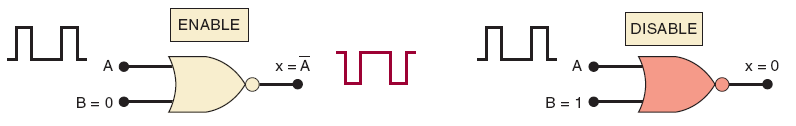 ENABLE
A
x = A̅
B = 0
DISABLE
A
x = 0
B = 1